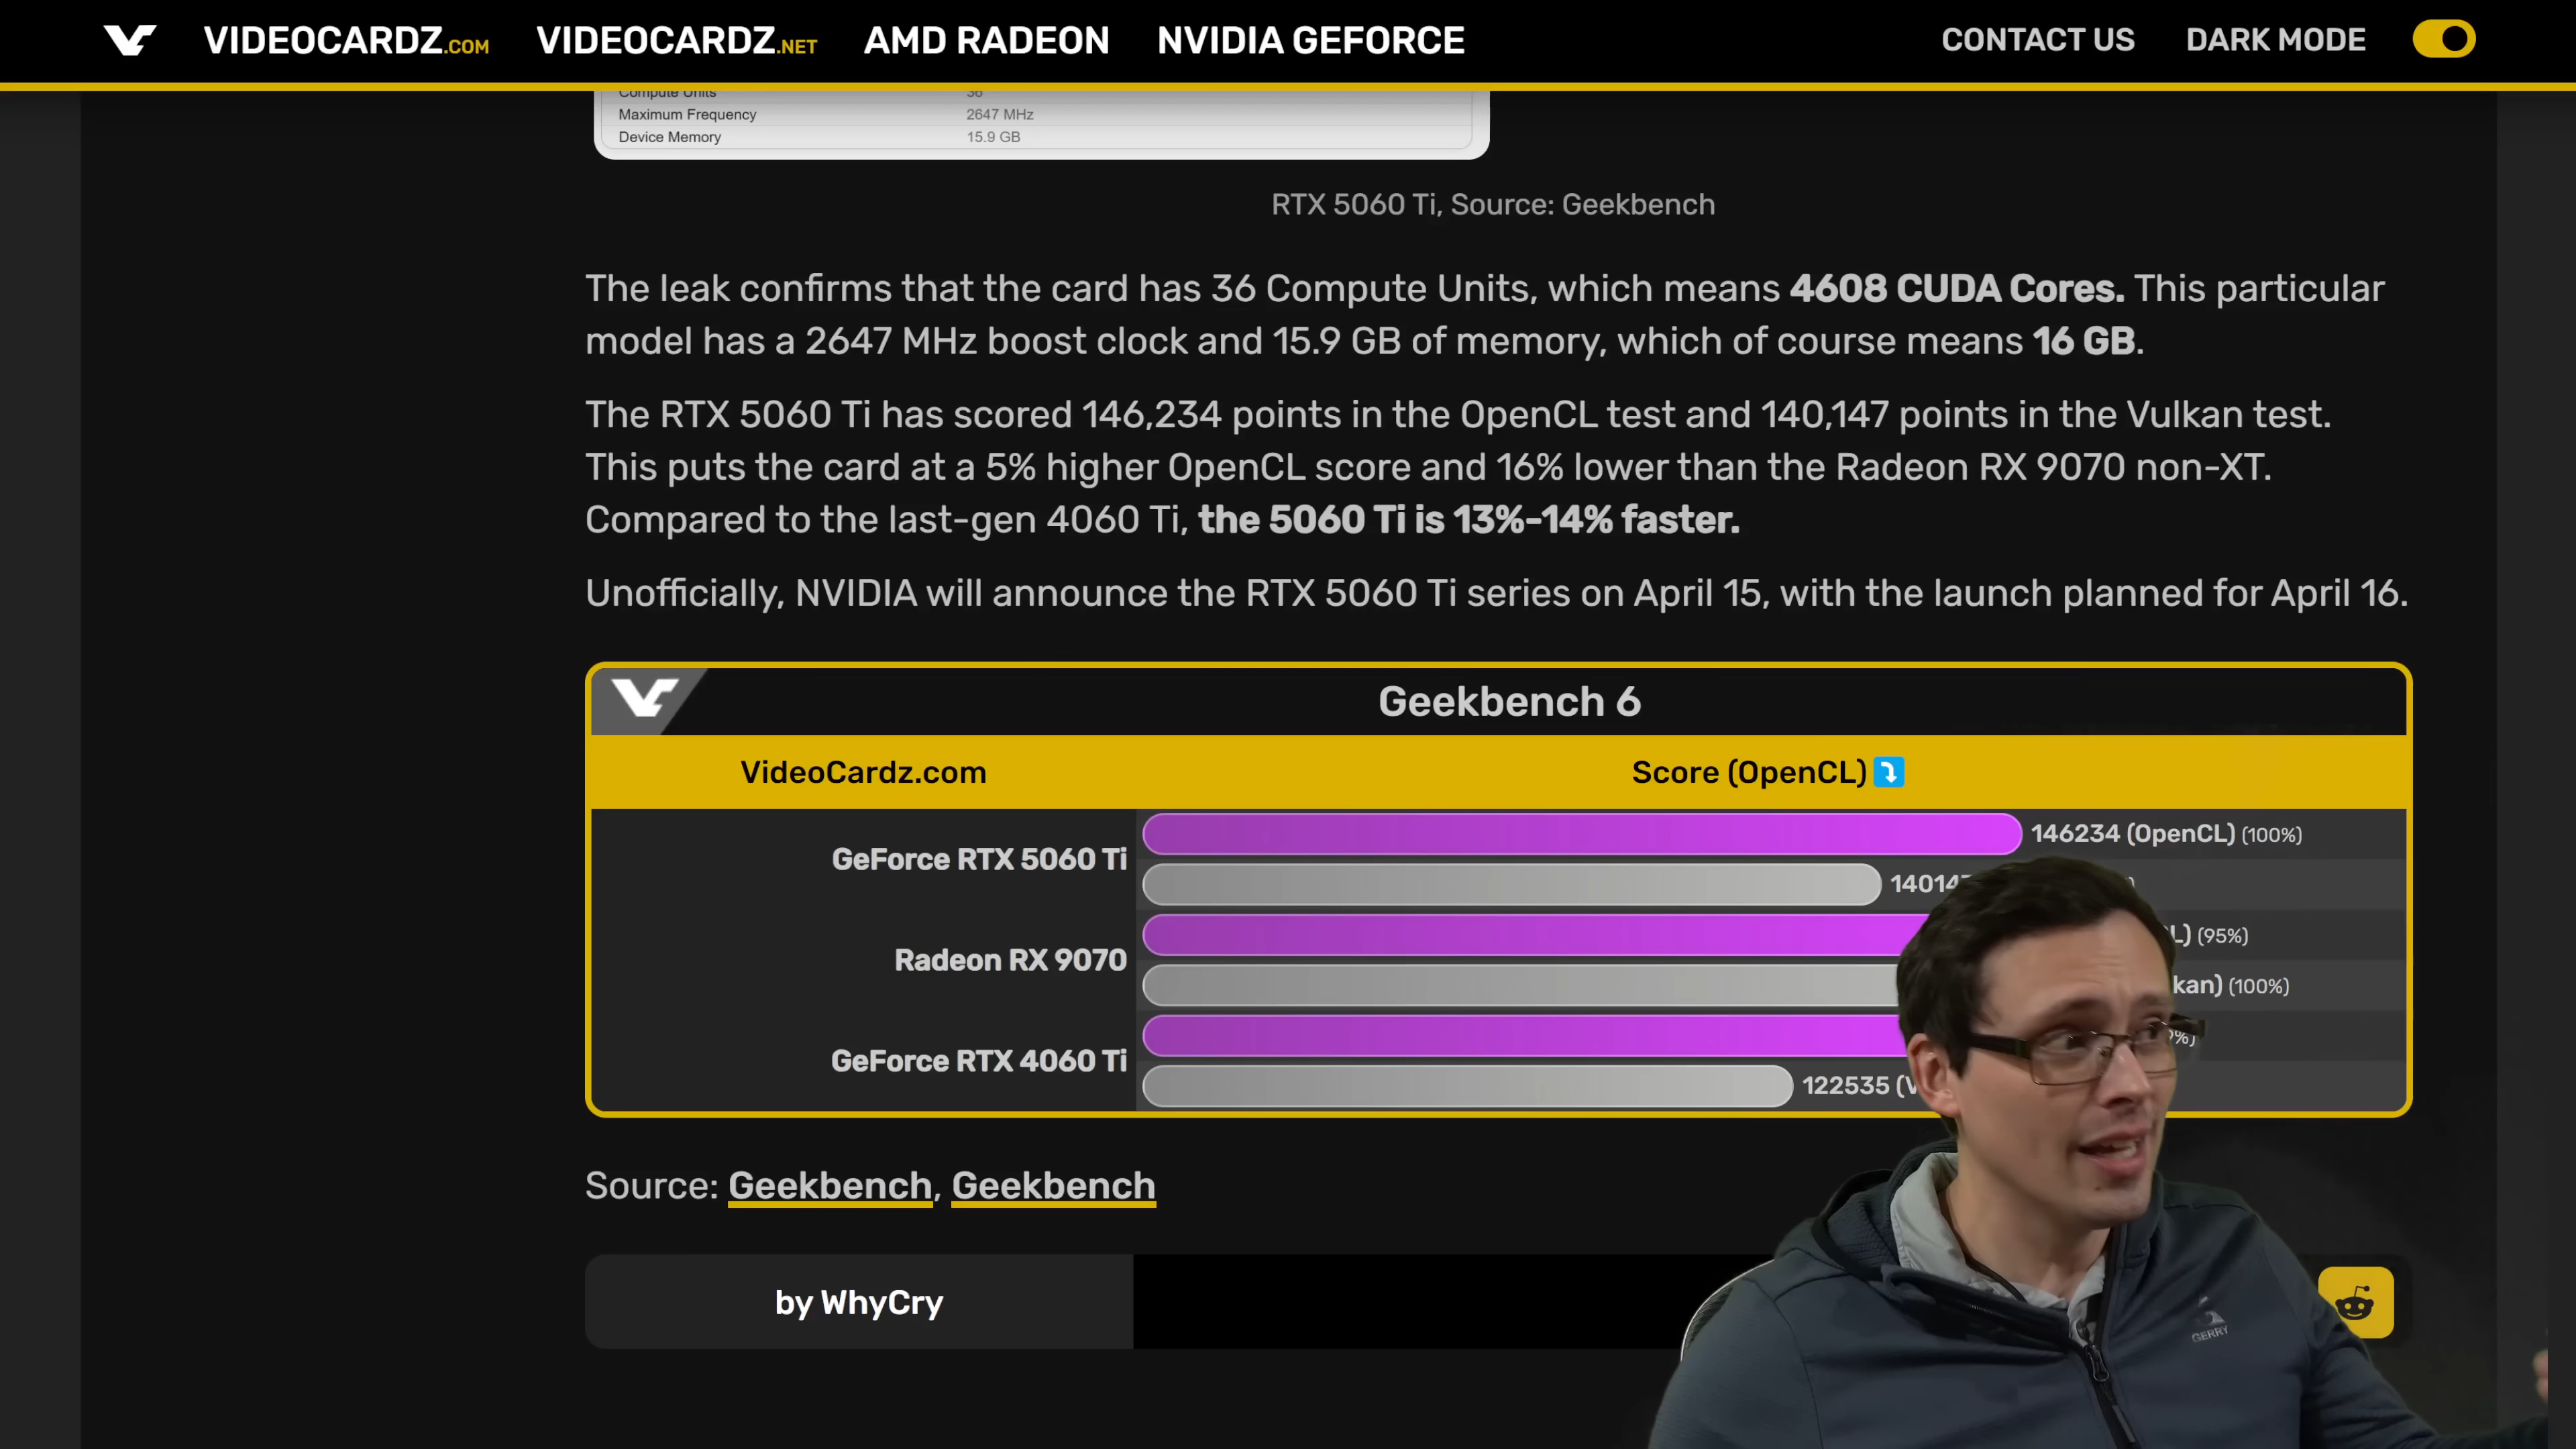 VIDEOCARDZ.COM VIDEOCARDZ.NET AMD RADEON NVIDIA GEFORCE CONTACT US DARK MODE
Compute Units 36
Maximum Frequency 2647 MHz
Device Memory 15.9 GB
RTX 5060 Ti, Source: Geekbench
The leak confirms that the card has 36 Compute Units, which means 4608 CUDA Cores. This particular
model has a 2647 MHz boost clock and 15.9 GB of memory, which of course means 16 GB.
The RTX 5060 Ti has scored 146,234 points in the OpenCL test and 140,147 points in the Vulkan test.
This puts the card at a 5% higher OpenCL score and 16% lower than the Radeon RX 9070 non-XT.
Compared to the last-gen 4060 Ti, the 5060 Ti is 13%-14% faster.
Unofficially, NVIDIA will announce the RTX 5060 Ti series on April 15, with the launch planned for April 16.
Geekbench 6
VideoCardz.com Score (OpenCL)
GeForce RTX 5060 Ti
146234 (OpenCL) (100%)
Radeon RX 9070
(95%)
(100%)
GeForce RTX 4060 Ti
122535
Source: Geekbench, Geekbench
by WhyCry
GERRY